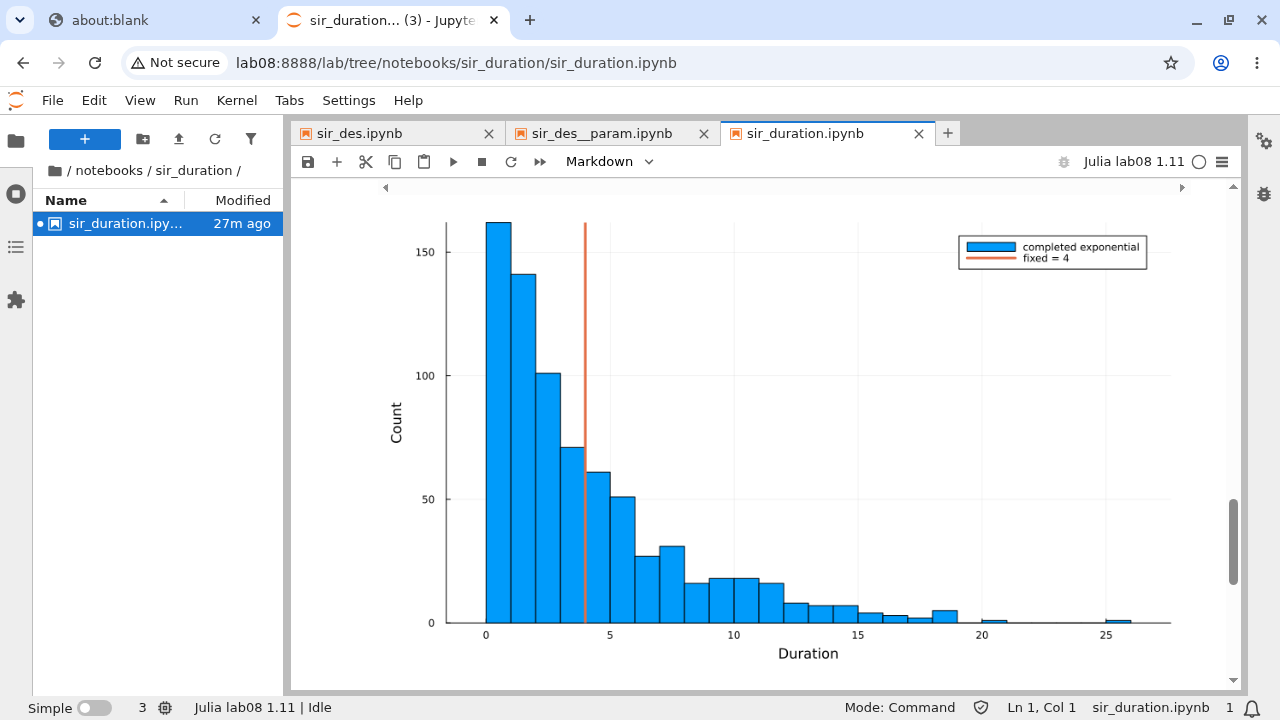 about:blank
sir_duration... (3) - Jupyte
Not secure
lab08:8888/lab/tree/notebooks/sir_duration/sir_duration.ipynb
File Edit View Run Kernel Tabs Settings Help
sir_des.ipynb
sir_des__param.ipynb
sir_duration.ipynb
Markdown
Julia lab08 1.11
/ notebooks / sir_duration /
Name
Modified
sir_duration.ipy…
27m ago
completed exponential
fixed = 4
150
100
50
0
Count
0 5 10 15 20 25
Duration
Simple
3
Julia lab08 1.11 | Idle
Mode: Command
Ln 1, Col 1
sir_duration.ipynb
1